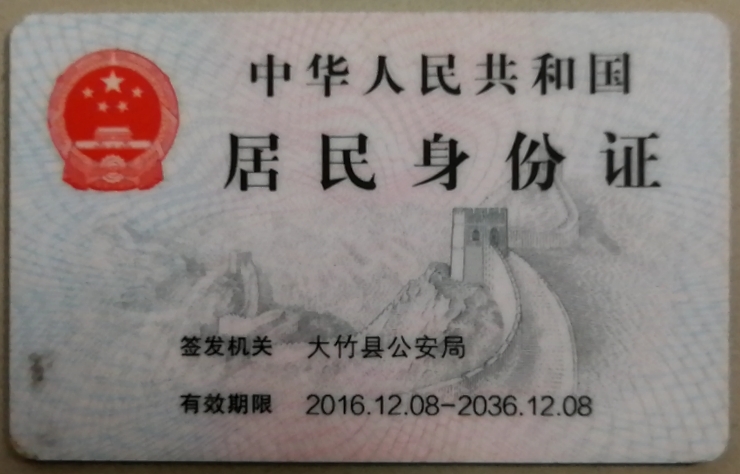 中华人民共和国
居民身份证
签发机关 大竹县公安局
有效期限 2016.12.08-2036.12.08